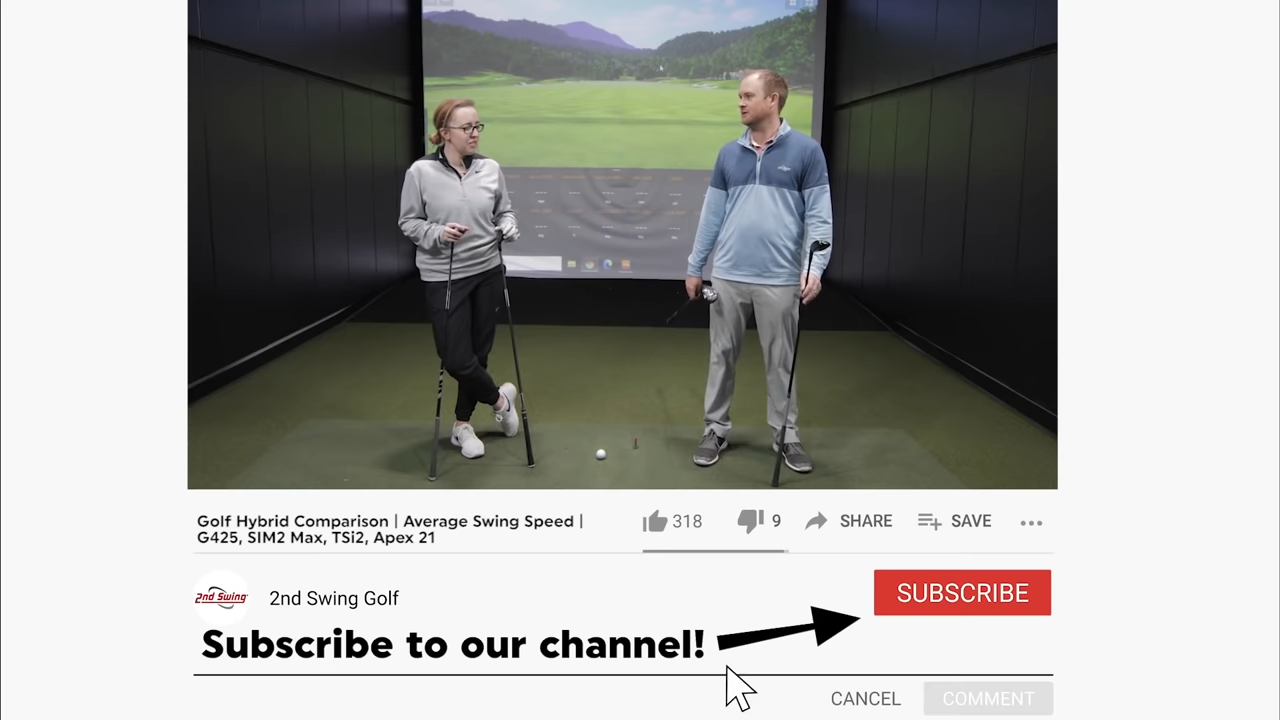 Golf Hybrid Comparison | Average Swing Speed |
G425, SIM2 Max, TSi2, Apex 21
318
9
SHARE
SAVE
2nd Swing
2nd Swing Golf
SUBSCRIBE
Subscribe to our channel!
CANCEL
COMMENT